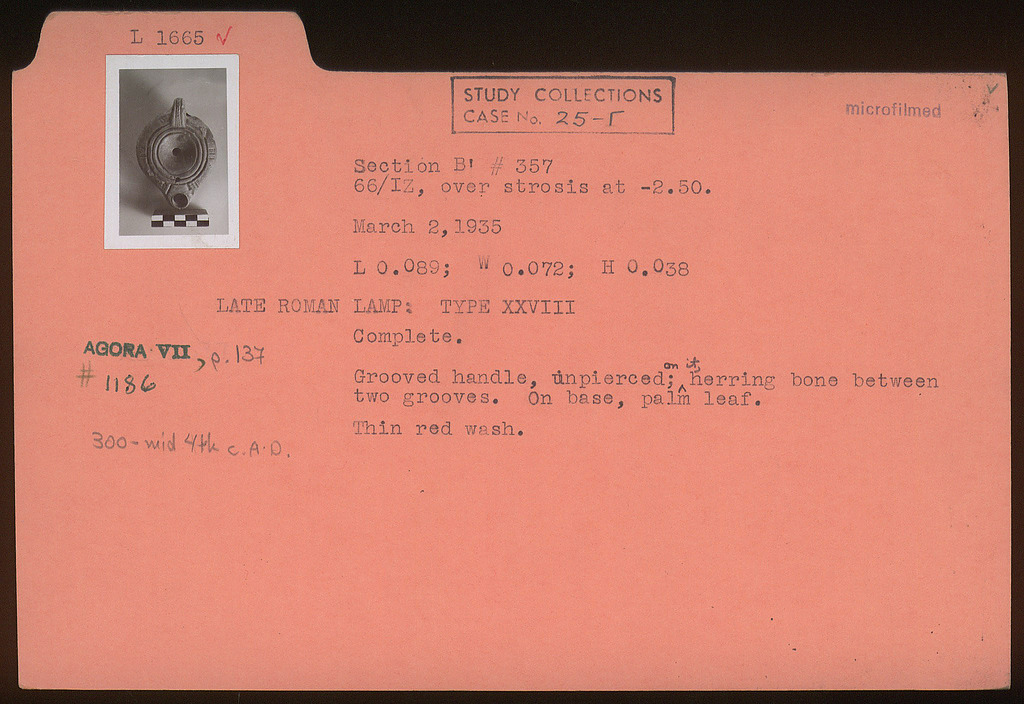 L 1665 ✓
STUDY COLLECTIONS
CASE No. 25-Γ
microfilmed
Section B' # 357
66/IZ, over strosis at -2.50.
March 2,1935
L 0.089; W 0.072; H 0.038
LATE ROMAN LAMP: TYPE XXVIII
Complete.
AGORA VII, p. 137
# 1186
Grooved handle, unpierced; on it herring bone between
two grooves. On base, palm leaf.
Thin red wash.
300-mid 4th c. A.D.